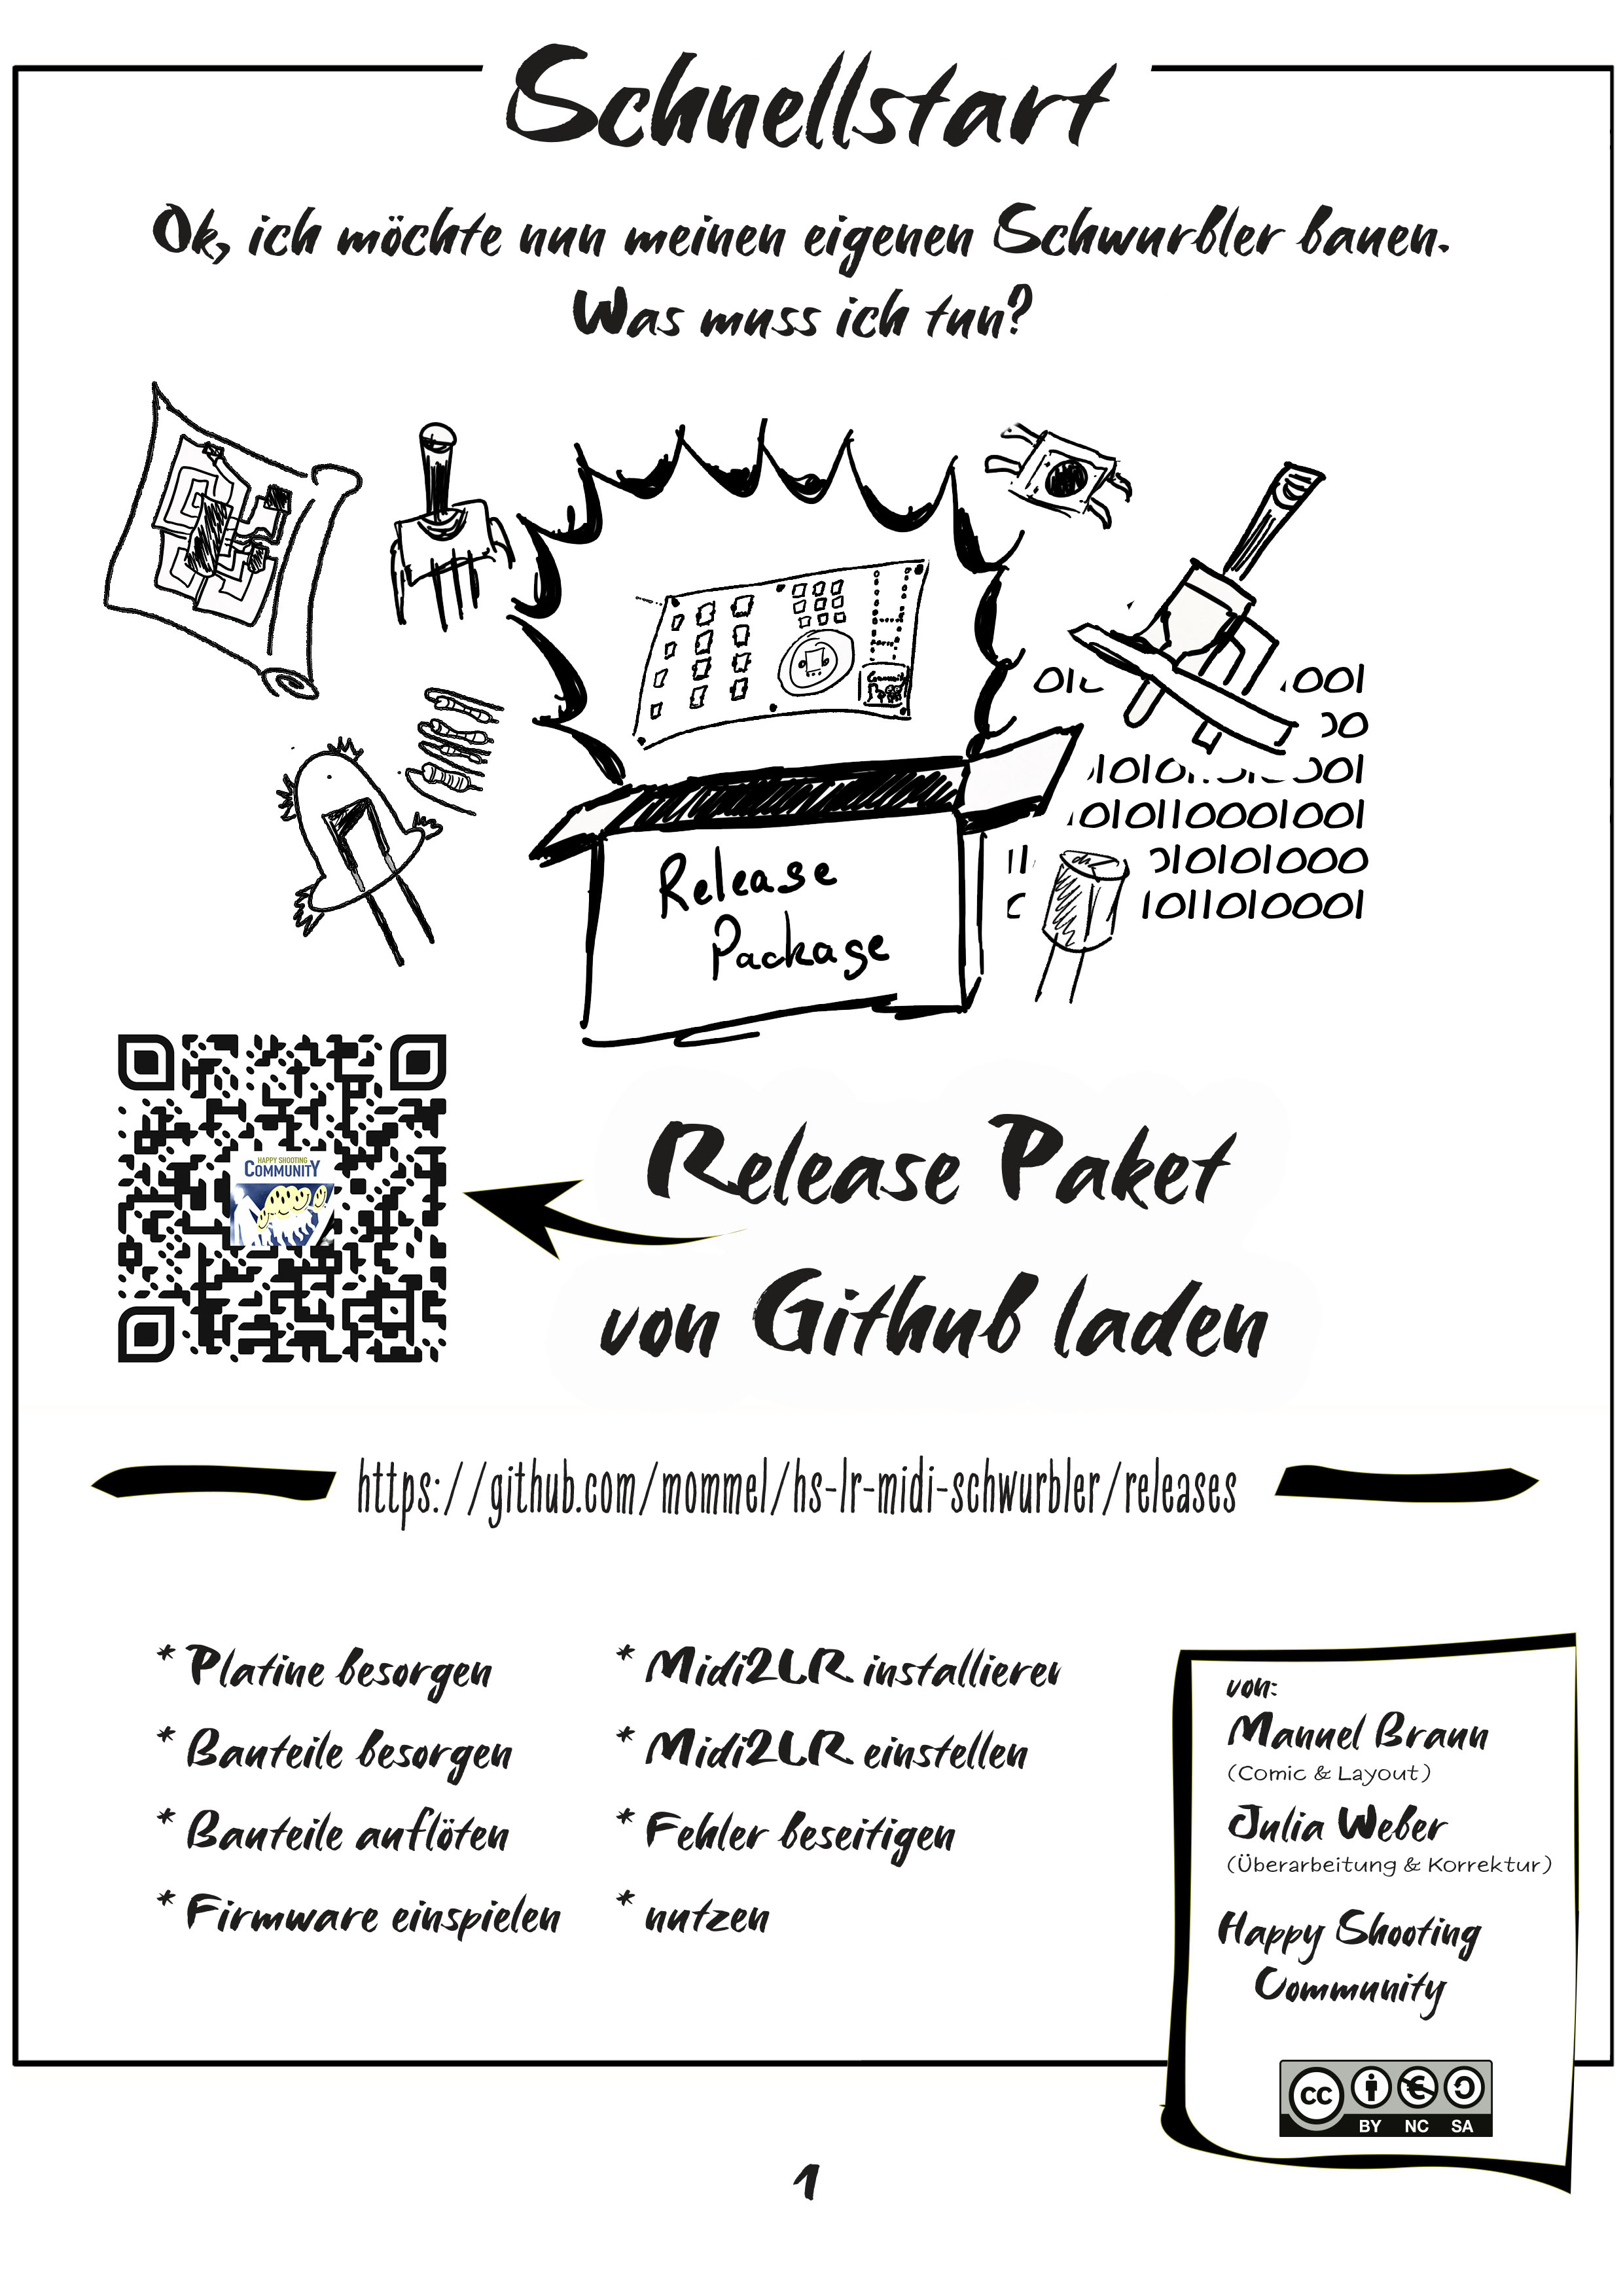 Schnellstart
Ok, ich möchte nun meinen eigenen Schwurbler bauen.
Was muss ich tun?
Community
001
1010
001
010110001001
010101000
1011010001
Release
Package
HAPPY SHOOTING
COMMUNITY
Release Paket
von Github laden
https://github.com/mommel/hs-lr-midi-schwurbler/releases
* Platine besorgen
* Bauteile besorgen
* Bauteile auflöten
* Firmware einspielen
* Midi2LR installieren
* Midi2LR einstellen
* Fehler beseitigen
* nutzen
von:
Manuel Braun
(Comic & Layout)
Julia Weber
(Überarbeitung & Korrektur)
Happy Shooting
Community
cc
BY NC SA
1